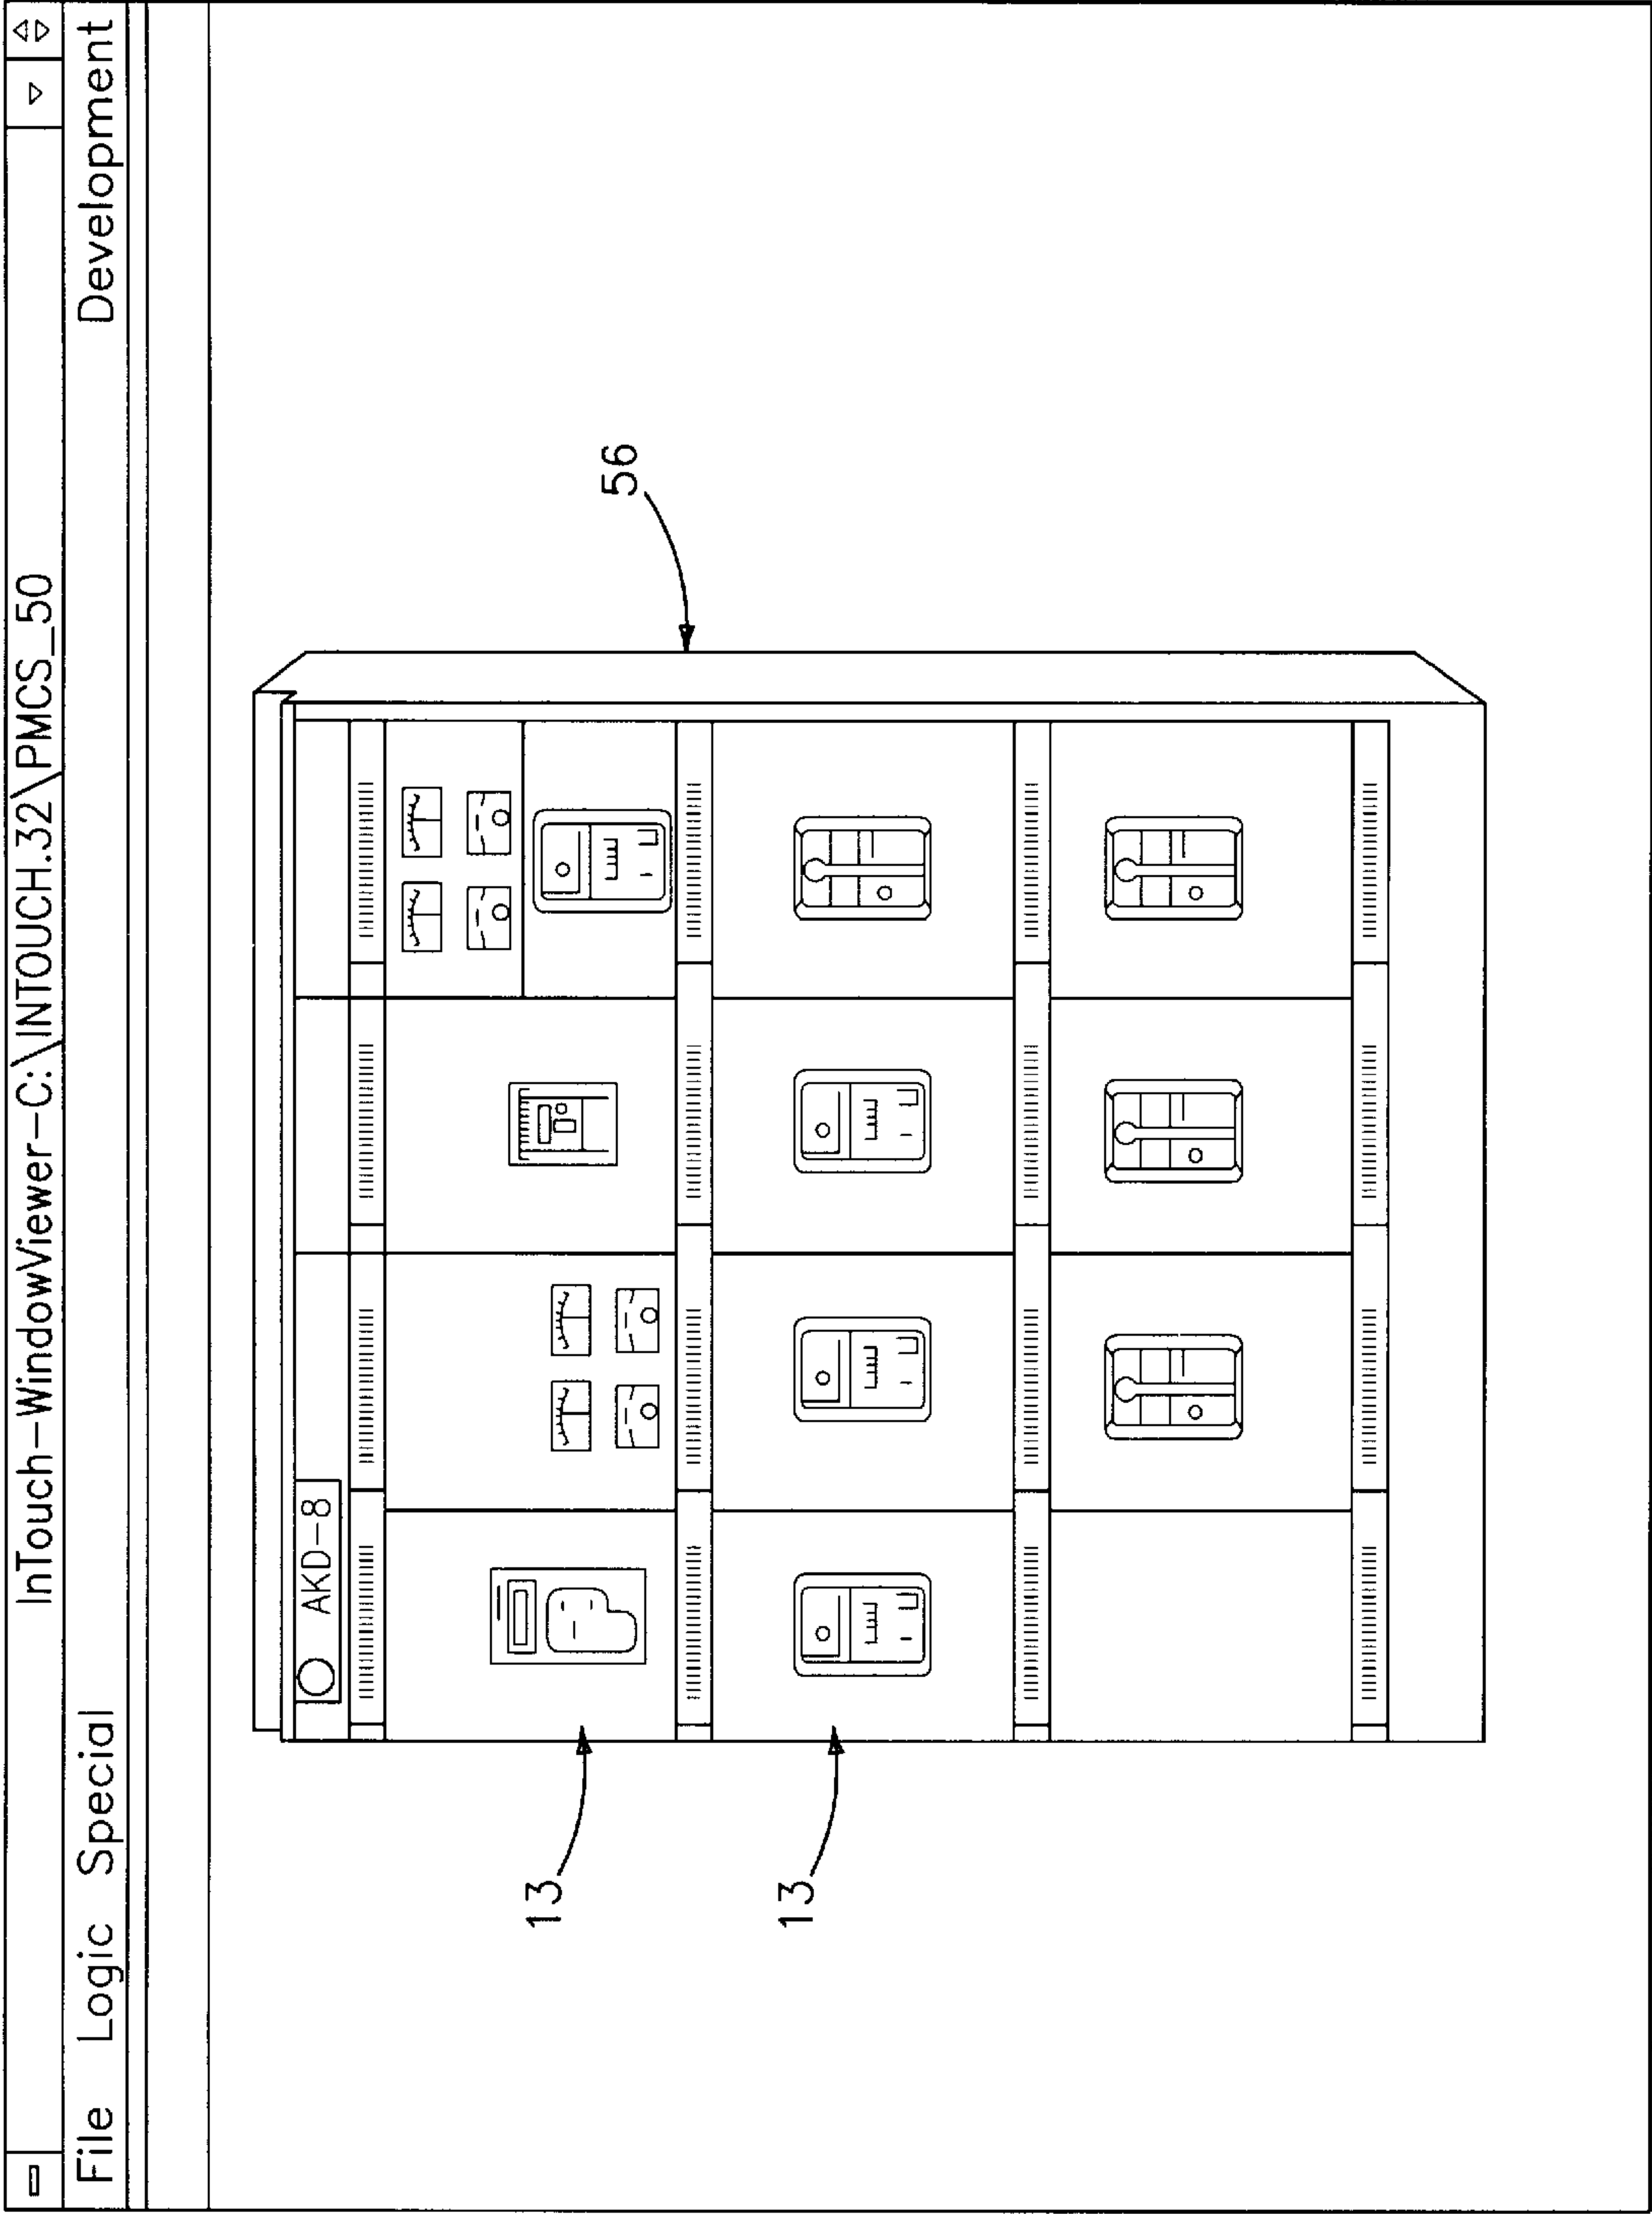 InTouch-WindowViewer-C:\INTOUCH.32\PMCS_50
File Logic Special Development
AKD-8
56
13
13